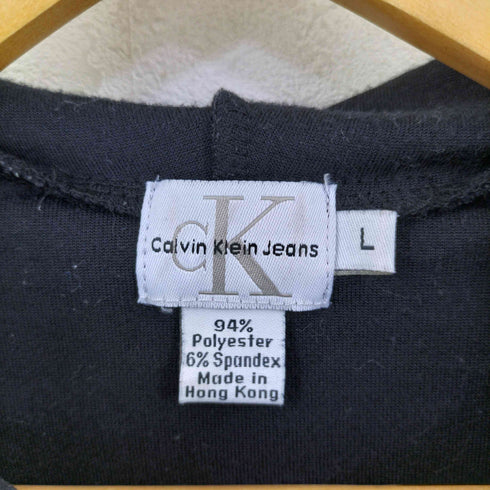 cK
Calvin Klein Jeans
L
94%
Polyester
6% Spandex
Made in
Hong Kong